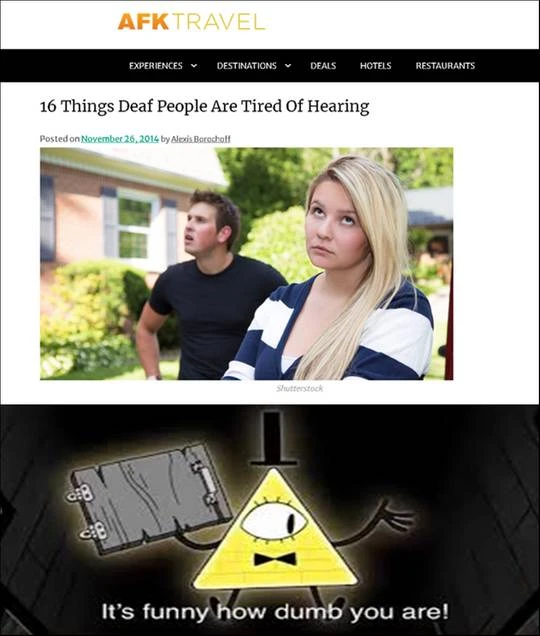 AFKTRAVEL
EXPERIENCES DESTINATIONS DEALS HOTELS RESTAURANTS
16 Things Deaf People Are Tired Of Hearing
Posted on November 26, 2014 by Alexis Borochoff
Shutterstock
It's funny how dumb you are!